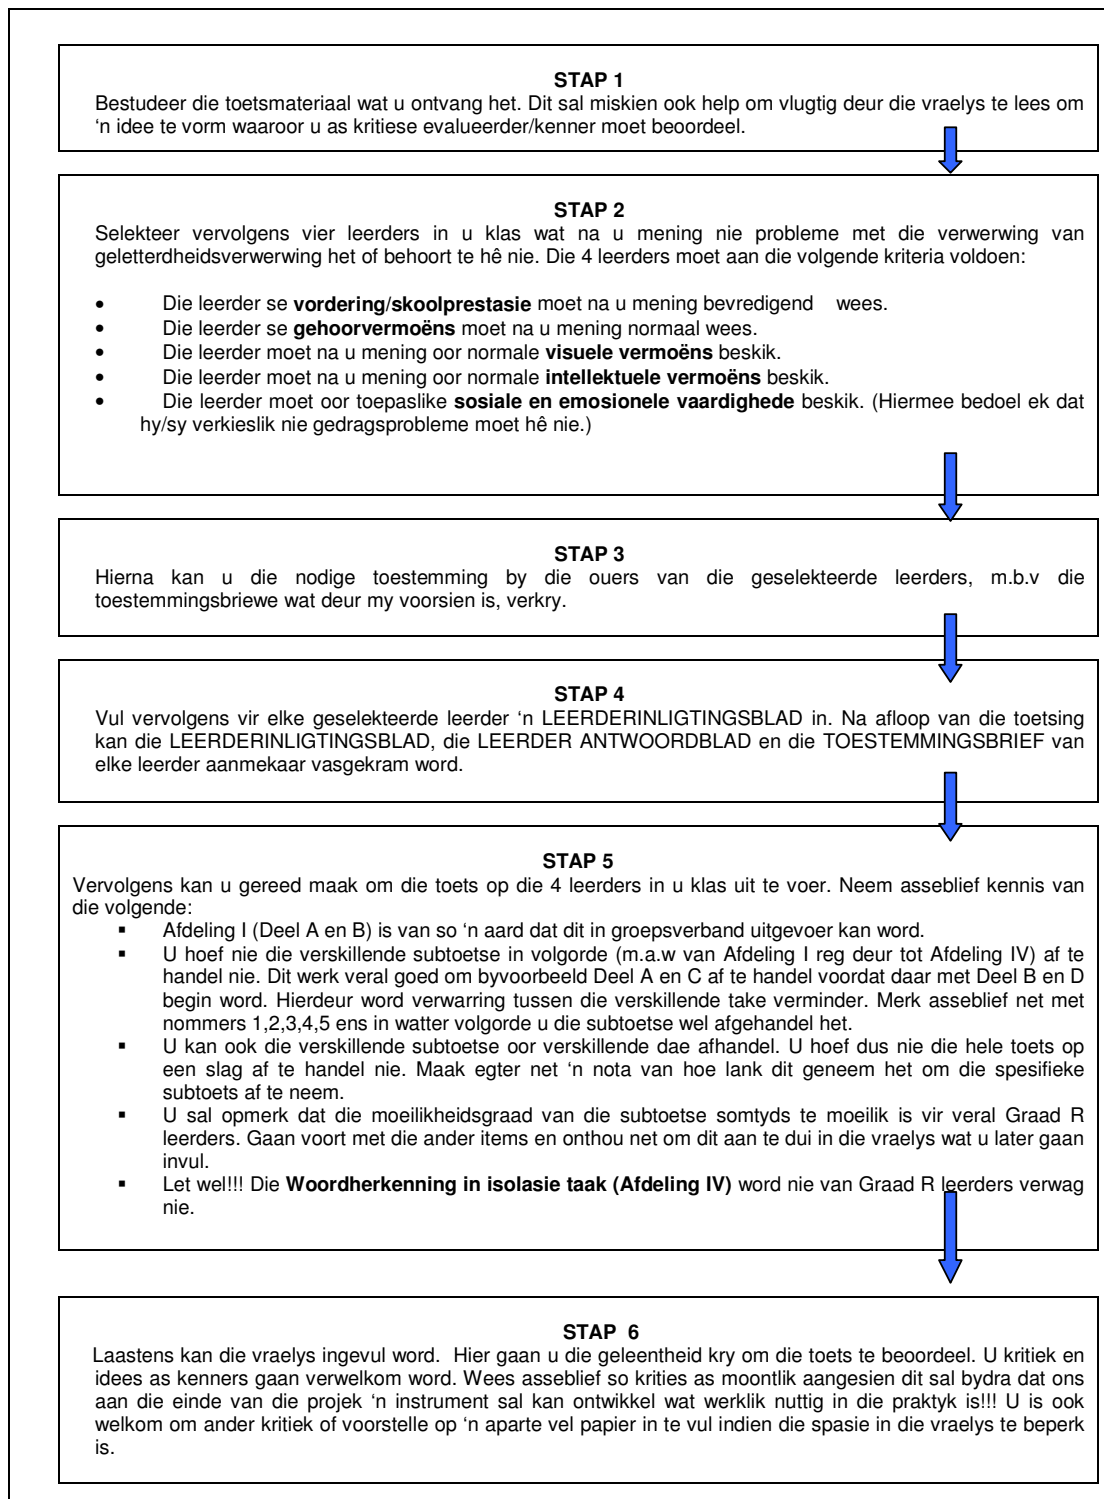 STAP 1
Bestudeer die toetsmateriaal wat u ontvang het. Dit sal miskien ook help om vlugtig deur die vraelys te lees om
‘n idee te vorm waaroor u as kritiese evalueerder/kenner moet beoordeel.
STAP 2
Selekteer vervolgens vier leerders in u klas wat na u mening nie probleme met die verwerwing van
geletterdheidsverwerwing het of behoort te hê nie. Die 4 leerders moet aan die volgende kriteria voldoen:
• Die leerder se vordering/skoolprestasie moet na u mening bevredigend wees.
• Die leerder se gehoorvermoëns moet na u mening normaal wees.
• Die leerder moet na u mening oor normale visuele vermoëns beskik.
• Die leerder moet na u mening oor normale intellektuele vermoëns beskik.
• Die leerder moet oor toepaslike sosiale en emosionele vaardighede beskik. (Hiermee bedoel ek dat
hy/sy verkieslik nie gedragsprobleme moet hê nie.)
STAP 3
Hierna kan u die nodige toestemming by die ouers van die geselekteerde leerders, m.b.v die
toestemmingsbriewe wat deur my voorsien is, verkry.
STAP 4
Vul vervolgens vir elke geselekteerde leerder ‘n LEERDERINLIGTINGSBLAD in. Na afloop van die toetsing
kan die LEERDERINLIGTINGSBLAD, die LEERDER ANTWOORDBLAD en die TOESTEMMINGSBRIEF van
elke leerder aanmekaar vasgekram word.
STAP 5
Vervolgens kan u gereed maak om die toets op die 4 leerders in u klas uit te voer. Neem asseblief kennis van
die volgende:
▪ Afdeling I (Deel A en B) is van so ‘n aard dat dit in groepsverband uitgevoer kan word.
▪ U hoef nie die verskillende subtoetse in volgorde (m.a.w van Afdeling I reg deur tot Afdeling IV) af te
handel nie. Dit werk veral goed om byvoorbeeld Deel A en C af te handel voordat daar met Deel B en D
begin word. Hierdeur word verwarring tussen die verskillende take verminder. Merk asseblief net met
nommers 1,2,3,4,5 ens in watter volgorde u die subtoetse wel afgehandel het.
▪ U kan ook die verskillende subtoetse oor verskillende dae afhandel. U hoef dus nie die hele toets op
een slag af te handel nie. Maak egter net ‘n nota van hoe lank dit geneem het om die spesifieke
subtoets af te neem.
▪ U sal opmerk dat die moeilikheidsgraad van die subtoetse somtyds te moeilik is vir veral Graad R
leerders. Gaan voort met die ander items en onthou net om dit aan te dui in die vraelys wat u later gaan
invul.
▪ Let wel!!! Die Woordherkenning in isolasie taak (Afdeling IV) word nie van Graad R leerders verwag
nie.
STAP 6
Laastens kan die vraelys ingevul word. Hier gaan u die geleentheid kry om die toets te beoordeel. U kritiek en
idees as kenners gaan verwelkom word. Wees asseblief so krities as moontlik aangesien dit sal bydra dat ons
aan die einde van die projek ‘n instrument sal kan ontwikkel wat werklik nuttig in die praktyk is!!! U is ook
welkom om ander kritiek of voorstelle op ‘n aparte vel papier in te vul indien die spasie in die vraelys te beperk
is.